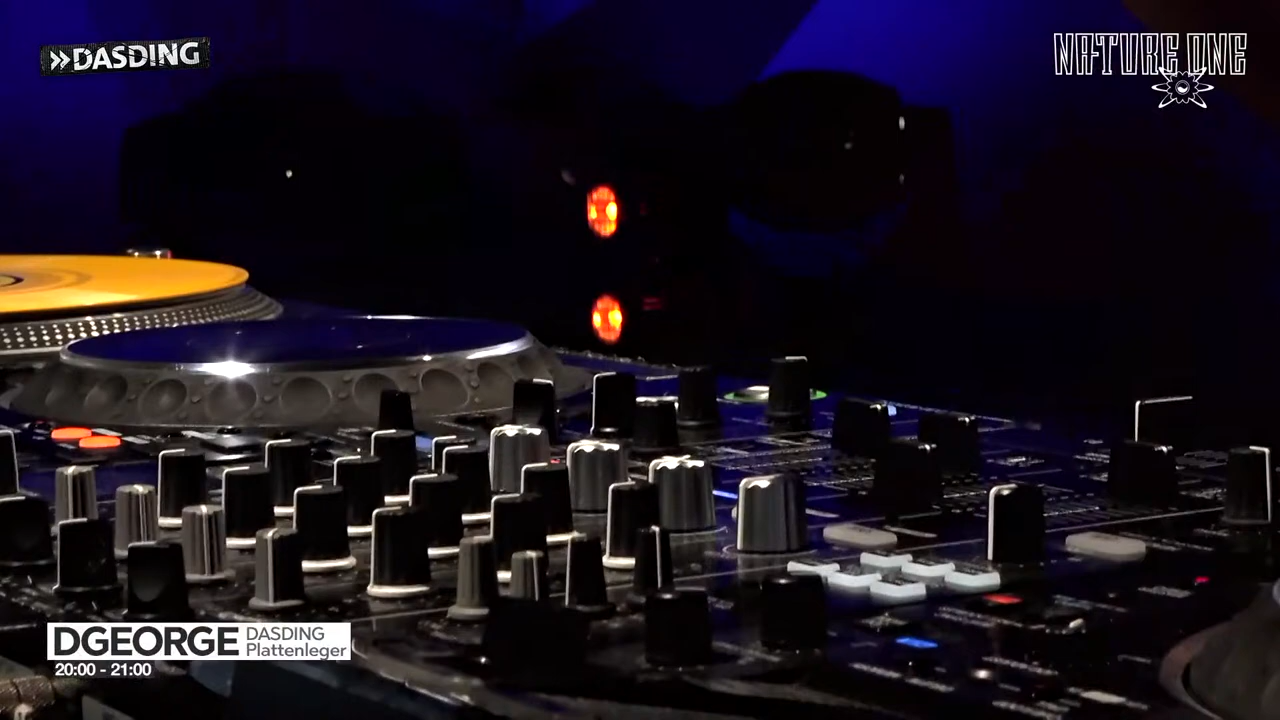 »DASDING
NATURE ONE
DGEORGE
DASDING
Plattenleger
20:00 - 21:00